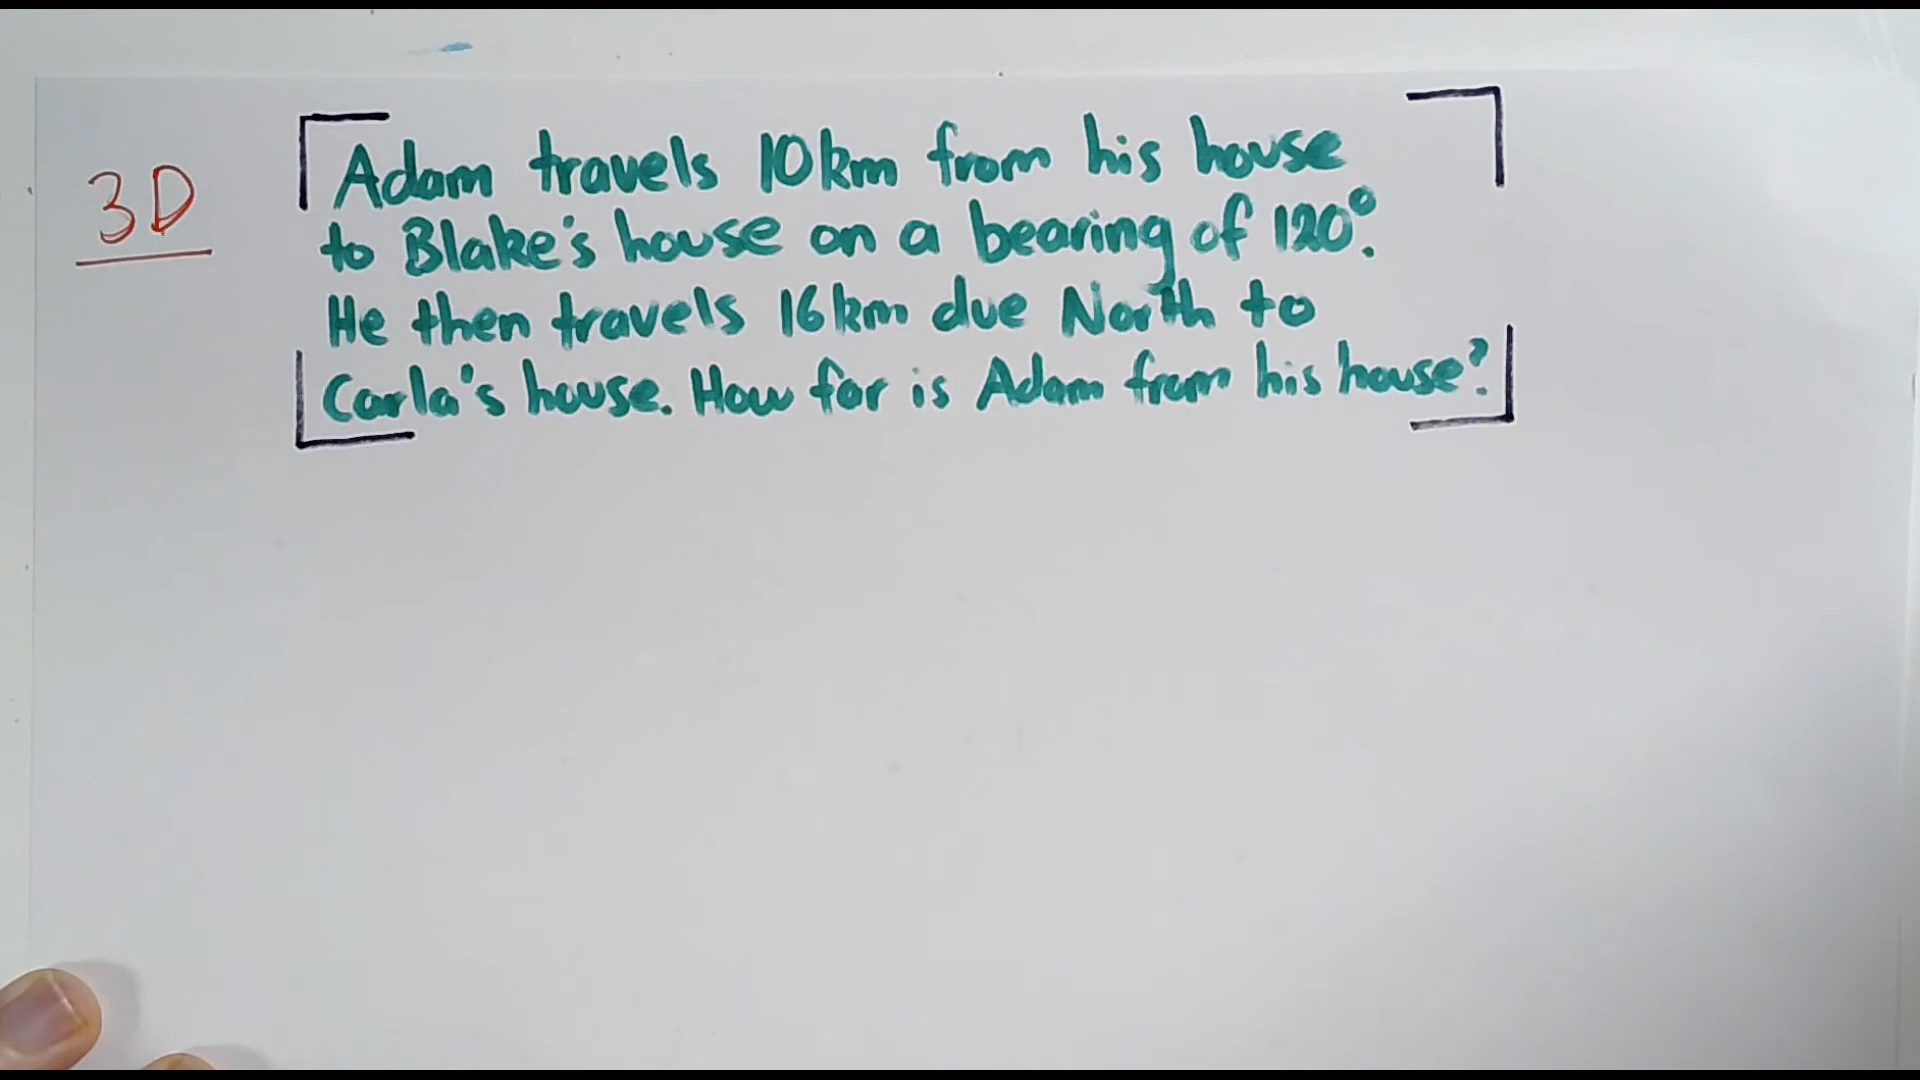 3D
Adam travels 10km from his house
to Blake's house on a bearing of 120°.
He then travels 16km due North to
Carla's house. How far is Adam from his house?